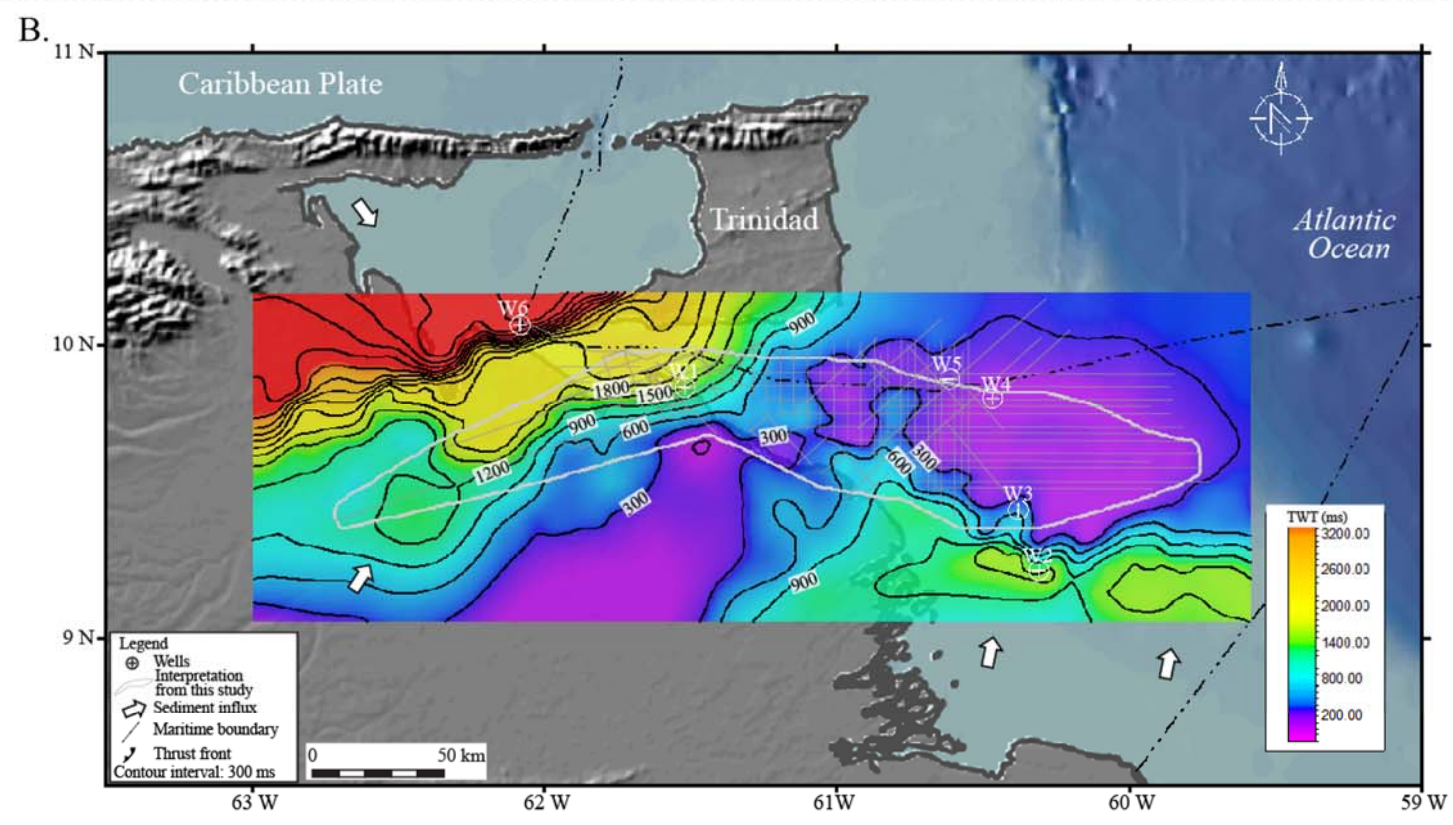 B.
11 N
Caribbean Plate
Trinidad
Atlantic
Ocean
10 N
W6
900
W5
W1
1800
1500
W4
900
600
300
300
600
1200
W3
300
W2
900
TWT (ms)
3200.00
2600.00
2000.00
1400.00
800.00
200.00
9 N
Legend
Wells
Interpretation
from this study
Sediment influx
Maritime boundary
Thrust front
Contour interval: 300 ms
0
50 km
63 W
62 W
61W
60 W
59 W